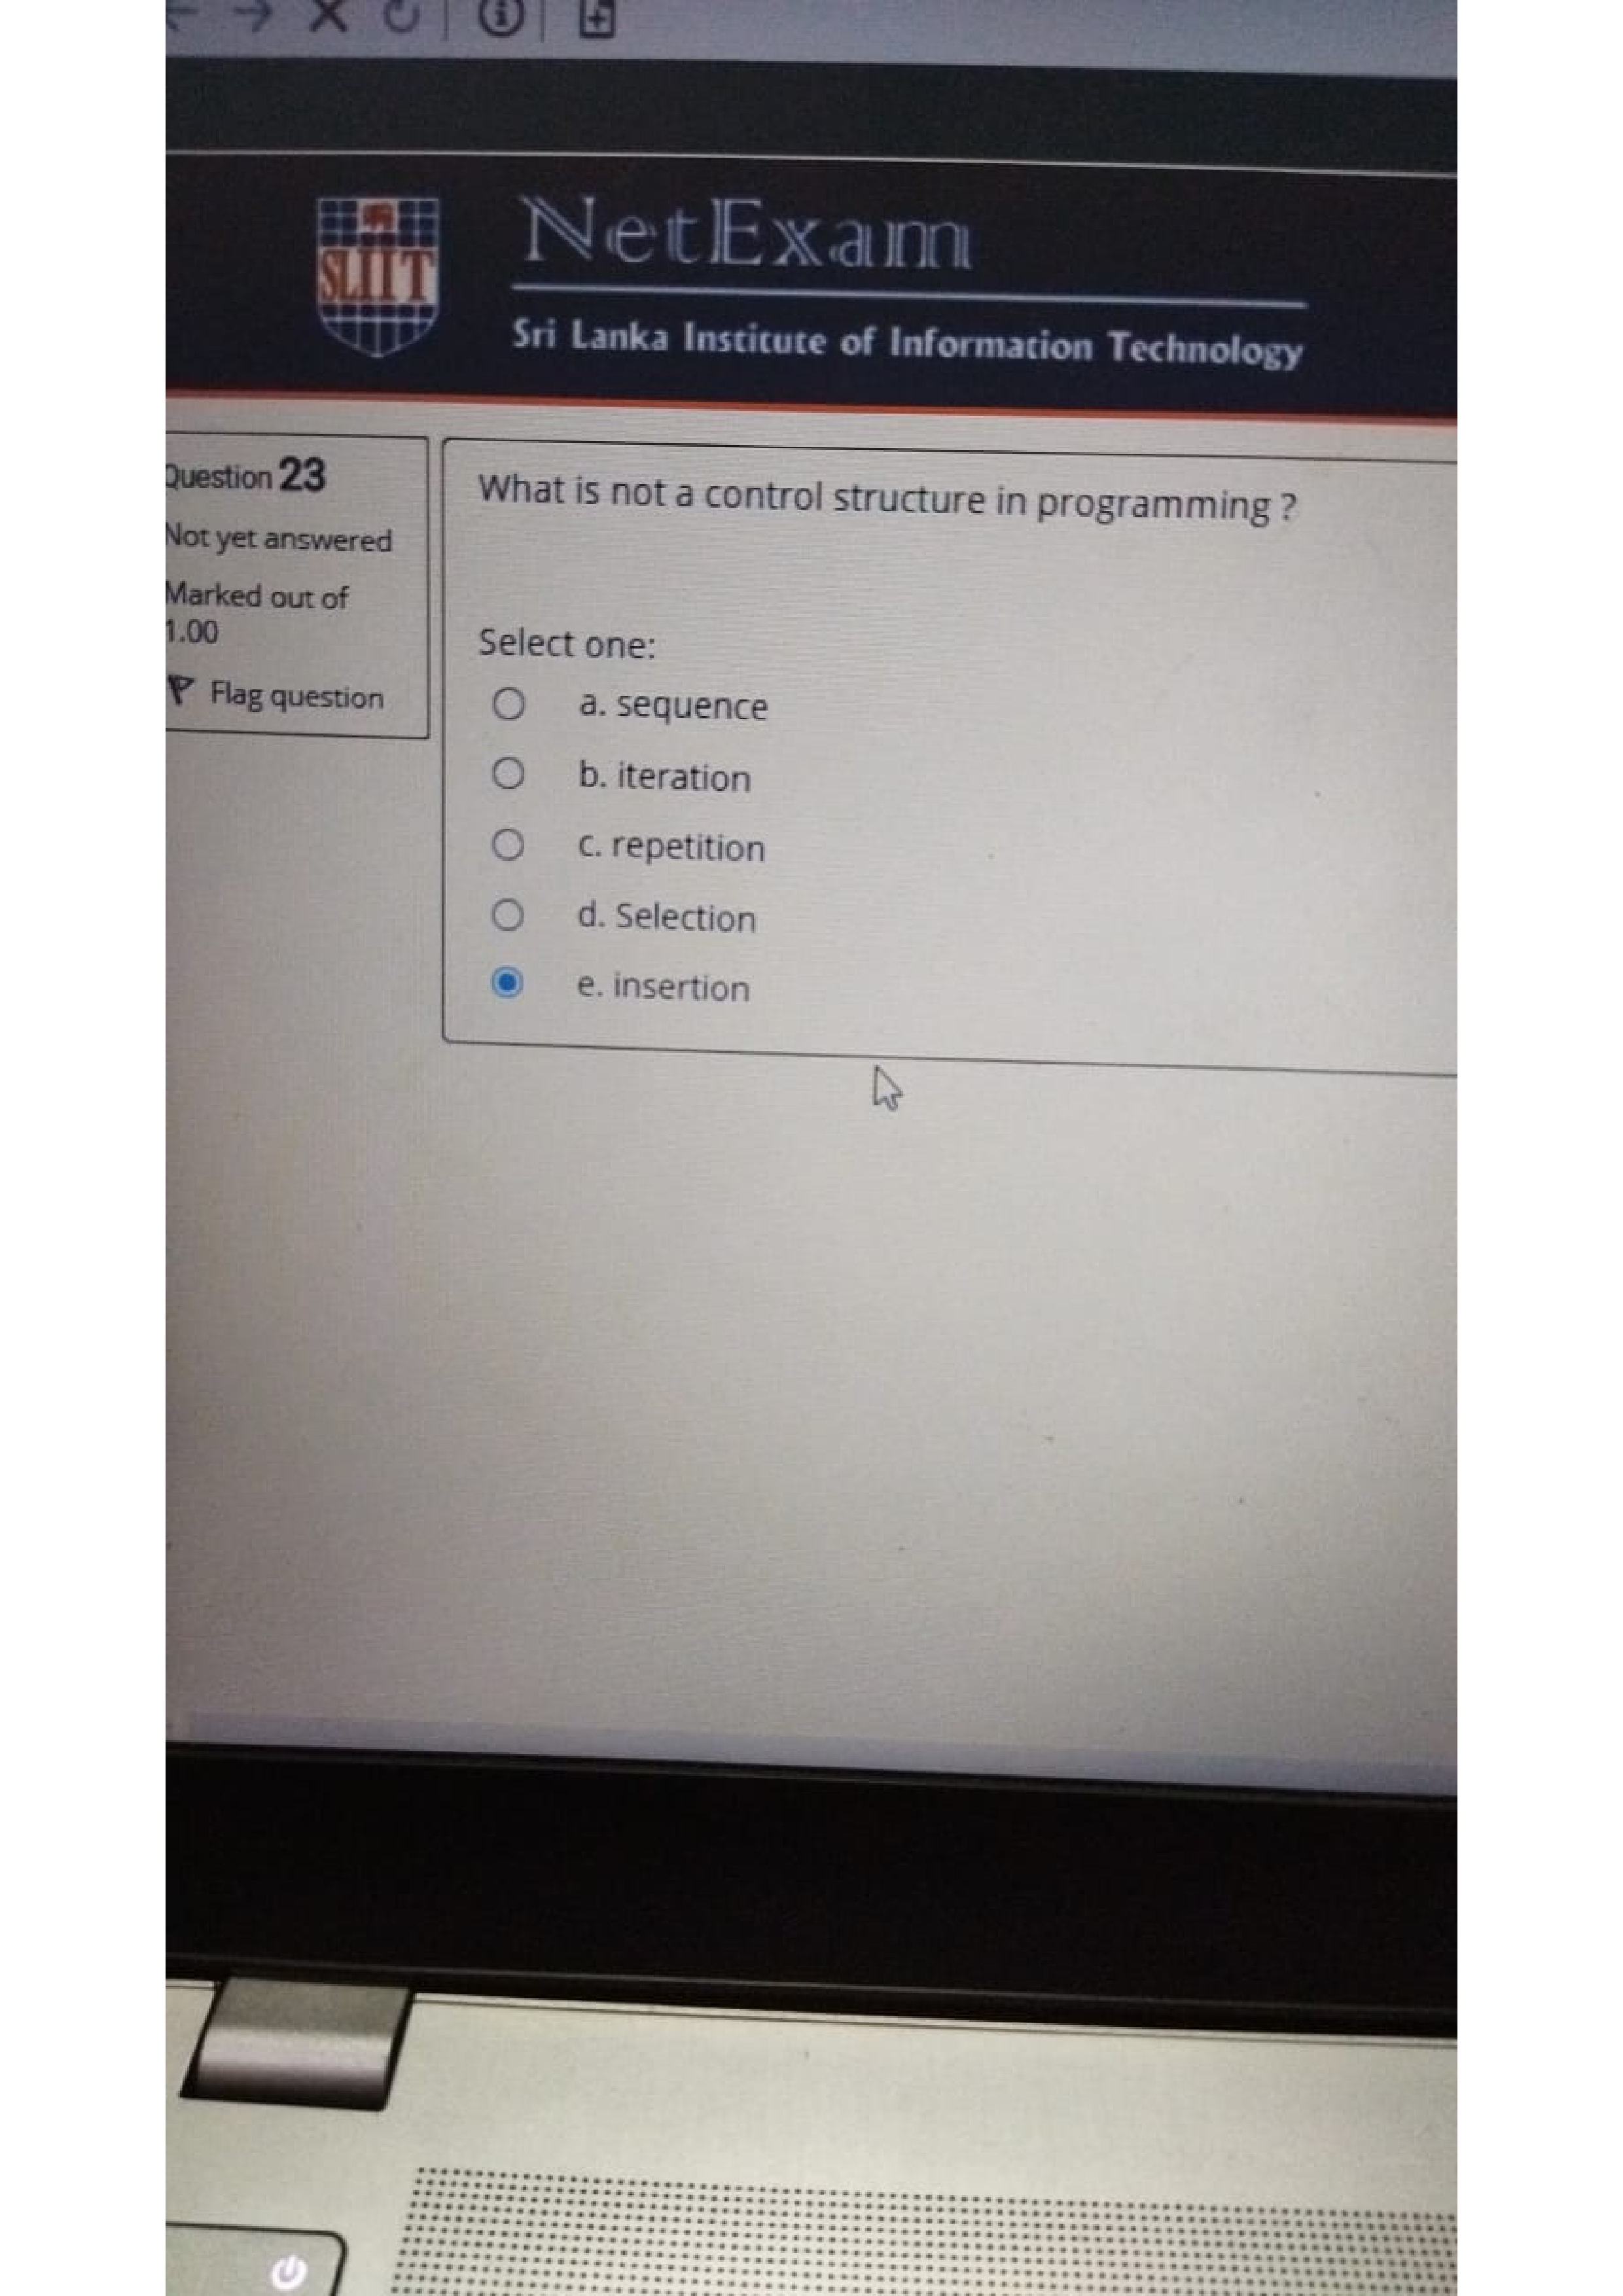 SLIIT
NetExam
Sri Lanka Institute of Information Technology
Question 23
Not yet answered
Marked out of
1.00
Flag question
What is not a control structure in programming ?
Select one:
a. sequence
b. iteration
c. repetition
d. Selection
e. insertion